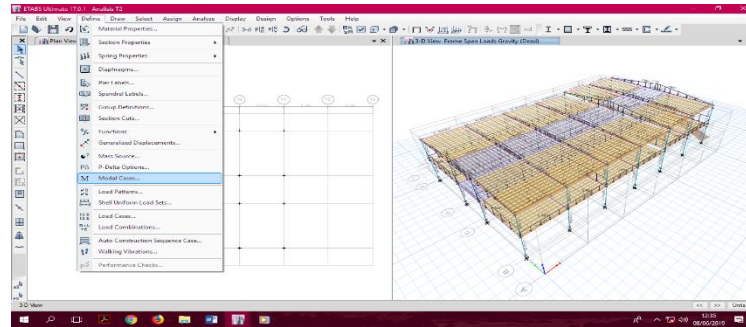 ETABS Ultimate 17.0.1 - Analisis T2
File Edit View Define Draw Select Assign Analyze Display Design Options Tools Help
Plan View
3-D View Frame Span Loads Gravity (Dead)
Material Properties...
Section Properties
Spring Properties
Diaphragms...
Pier Labels...
Spandrel Labels...
Group Definitions...
Section Cuts...
Functions
Generalized Displacements...
Mass Source...
P-Delta Options...
Modal Cases...
Load Patterns...
Shell Uniform Load Sets...
Load Cases...
Load Combinations...
Auto Construction Sequence Case...
Walking Vibrations...
Performance Checks...
3-D View
<< >> Units
12:35
08/06/2019